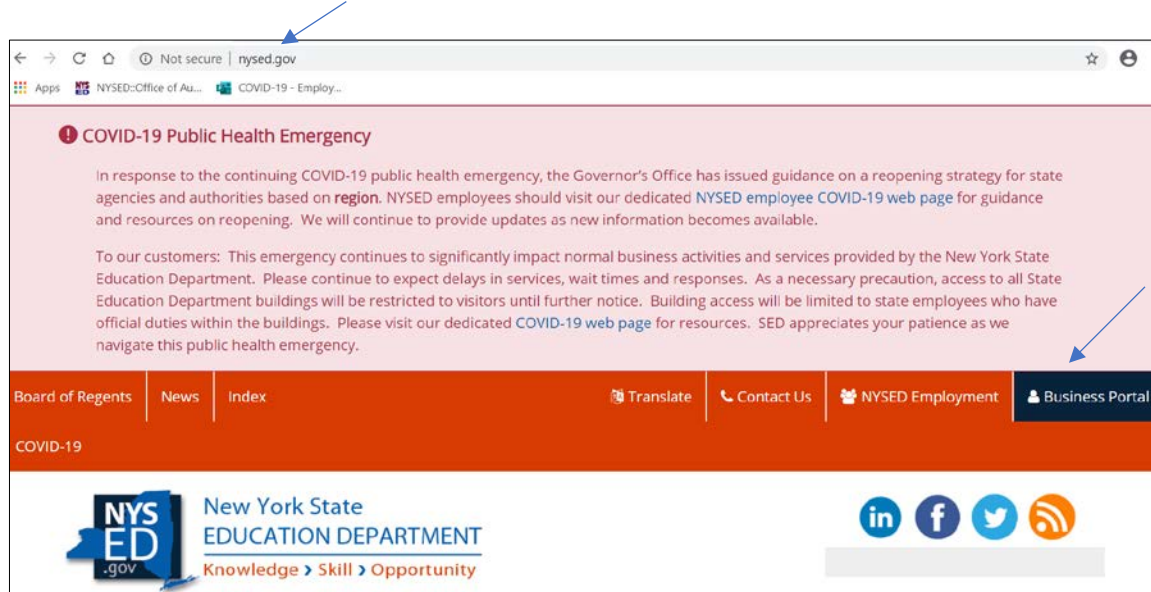 Not secure | nysed.gov
Apps NYSED::Office of Au... COVID-19 - Employ...
COVID-19 Public Health Emergency
In response to the continuing COVID-19 public health emergency, the Governor's Office has issued guidance on a reopening strategy for state
agencies and authorities based on region. NYSED employees should visit our dedicated NYSED employee COVID-19 web page for guidance
and resources on reopening. We will continue to provide updates as new information becomes available.
To our customers: This emergency continues to significantly impact normal business activities and services provided by the New York State
Education Department. Please continue to expect delays in services, wait times and responses. As a necessary precaution, access to all State
Education Department buildings will be restricted to visitors until further notice. Building access will be limited to state employees who have
official duties within the buildings. Please visit our dedicated COVID-19 web page for resources. SED appreciates your patience as we
navigate this public health emergency.
Board of Regents News Index Translate Contact Us NYSED Employment Business Portal
COVID-19
NYS
ED
.gov
New York State
EDUCATION DEPARTMENT
Knowledge > Skill > Opportunity
in f